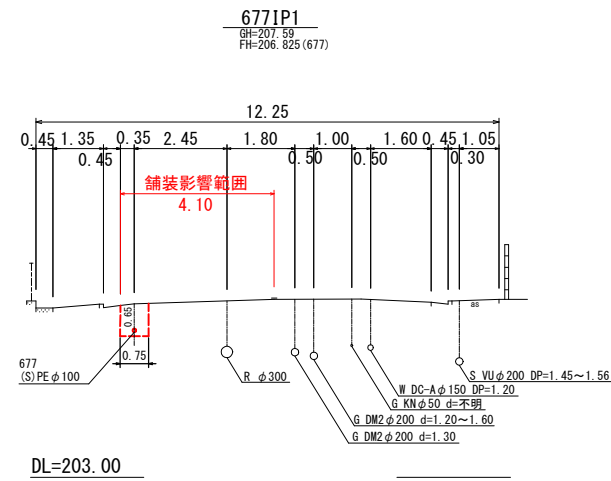 677IP1
GH=207.59
FH=206.825(677)
12.25
0.45 1.35 0.35 2.45 1.80 1.00 1.60 0.45 1.05
0.45 0.50 0.50 0.30
舗装影響範囲
4.10
0.65
as
0.75
677
(S)PEφ100
R φ300
S VUφ200 DP=1.45～1.56
W DC-Aφ150 DP=1.20
G KNφ50 d=不明
G DM2φ200 d=1.20～1.60
G DM2φ200 d=1.30
DL=203.00